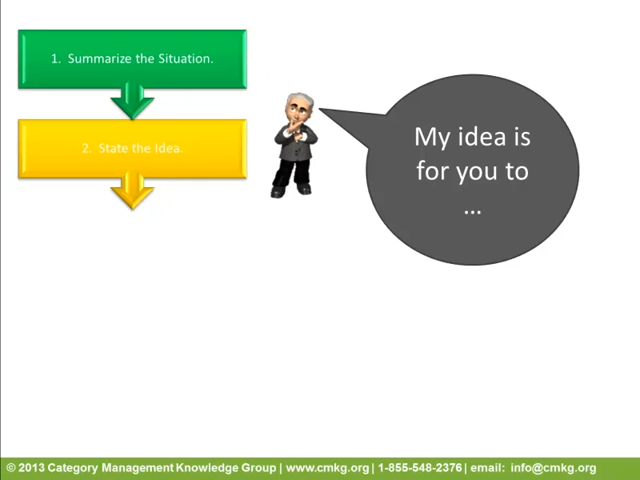 1. Summarize the Situation.
2. State the Idea.
My idea is
for you to
...
© 2013 Category Management Knowledge Group | www.cmkg.org | 1-855-548-2376 | email: info@cmkg.org